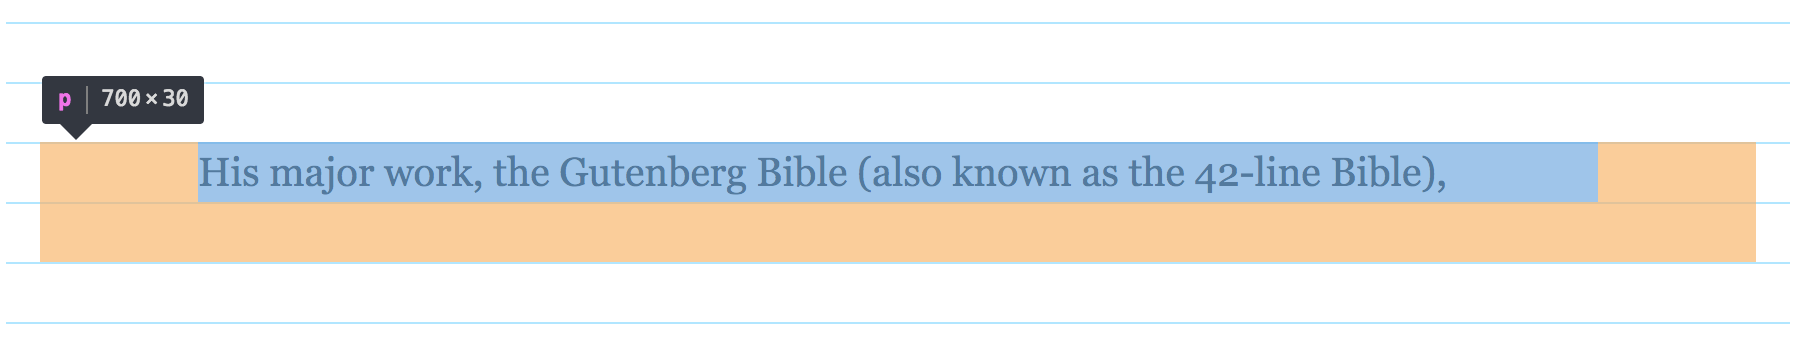 p | 700 × 30
His major work, the Gutenberg Bible (also known as the 42-line Bible),